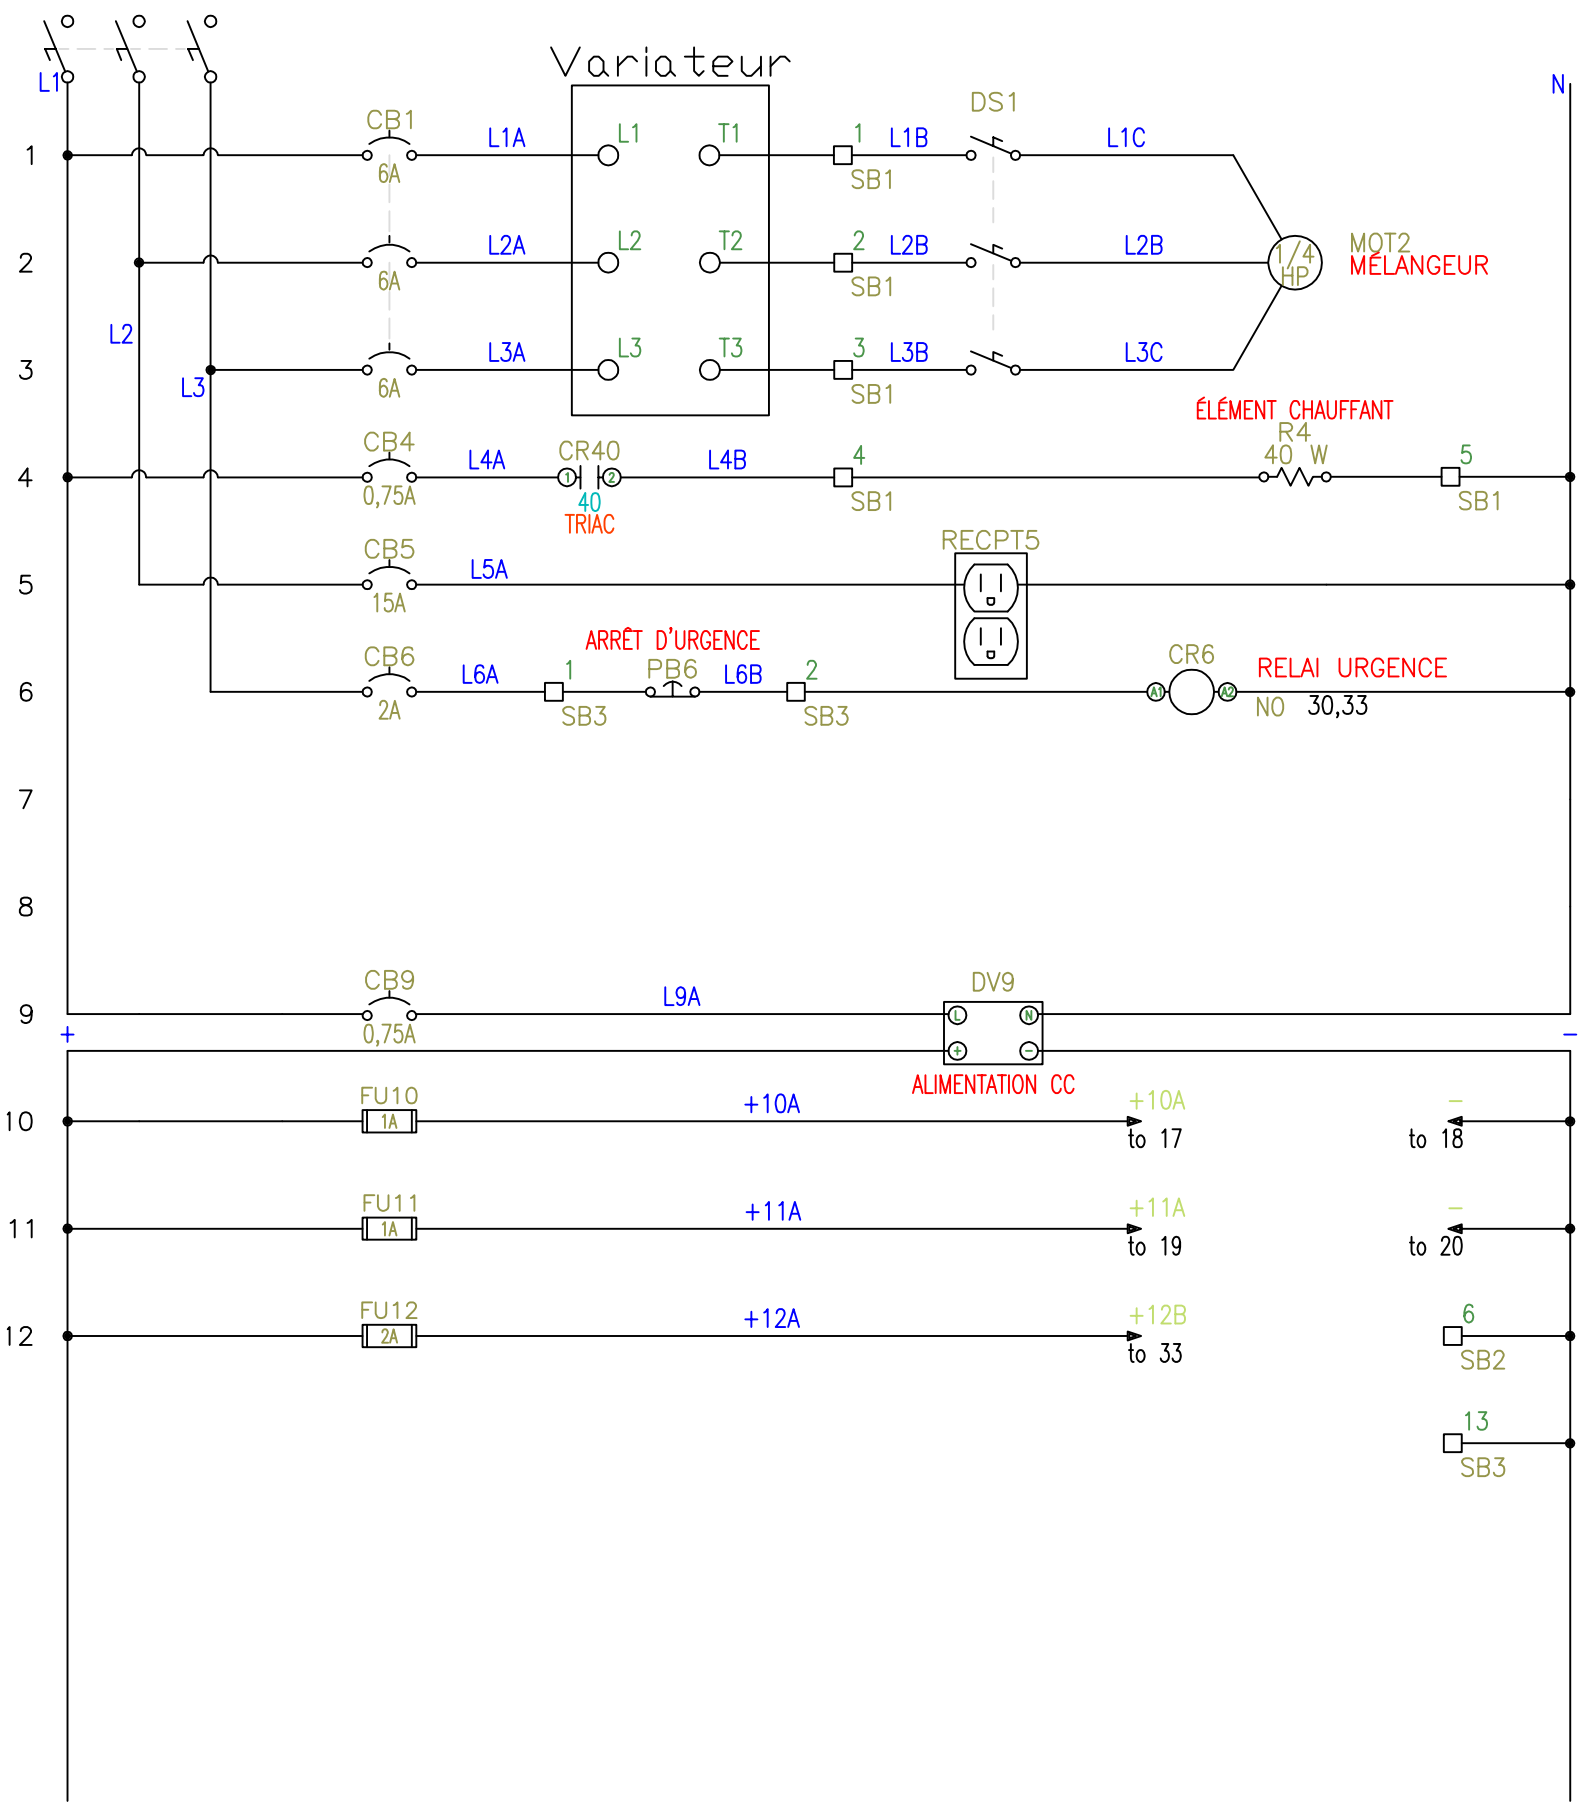 Variateur
L1
N
CB1
DS1
1
L1A
L1
T1
1
L1B
L1C
6A
SB1
2
L2A
L2
T2
2
L2B
L2B
1/4
HP
MOT2
MÉLANGEUR
6A
SB1
L2
3
L3
L3A
L3
T3
3
L3B
L3C
6A
SB1
ÉLÉMENT CHAUFFANT
R4
40 W
CB4
4
L4A
CR40
1
2
L4B
4
5
0,75A
40
TRIAC
SB1
SB1
CB5
RECPT5
5
L5A
15A
ARRÊT D'URGENCE
CB6
6
L6A
1
PB6
L6B
2
CR6
A1
A2
RELAI URGENCE
2A
SB3
SB3
NO 30,33
7
8
CB9
DV9
9
L9A
L
N
0,75A
+
-
+
-
ALIMENTATION CC
FU10
10
1A
+10A
+10A
-
to 17
to 18
FU11
11
1A
+11A
+11A
-
to 19
to 20
FU12
12
2A
+12A
+12B
6
to 33
SB2
13
SB3